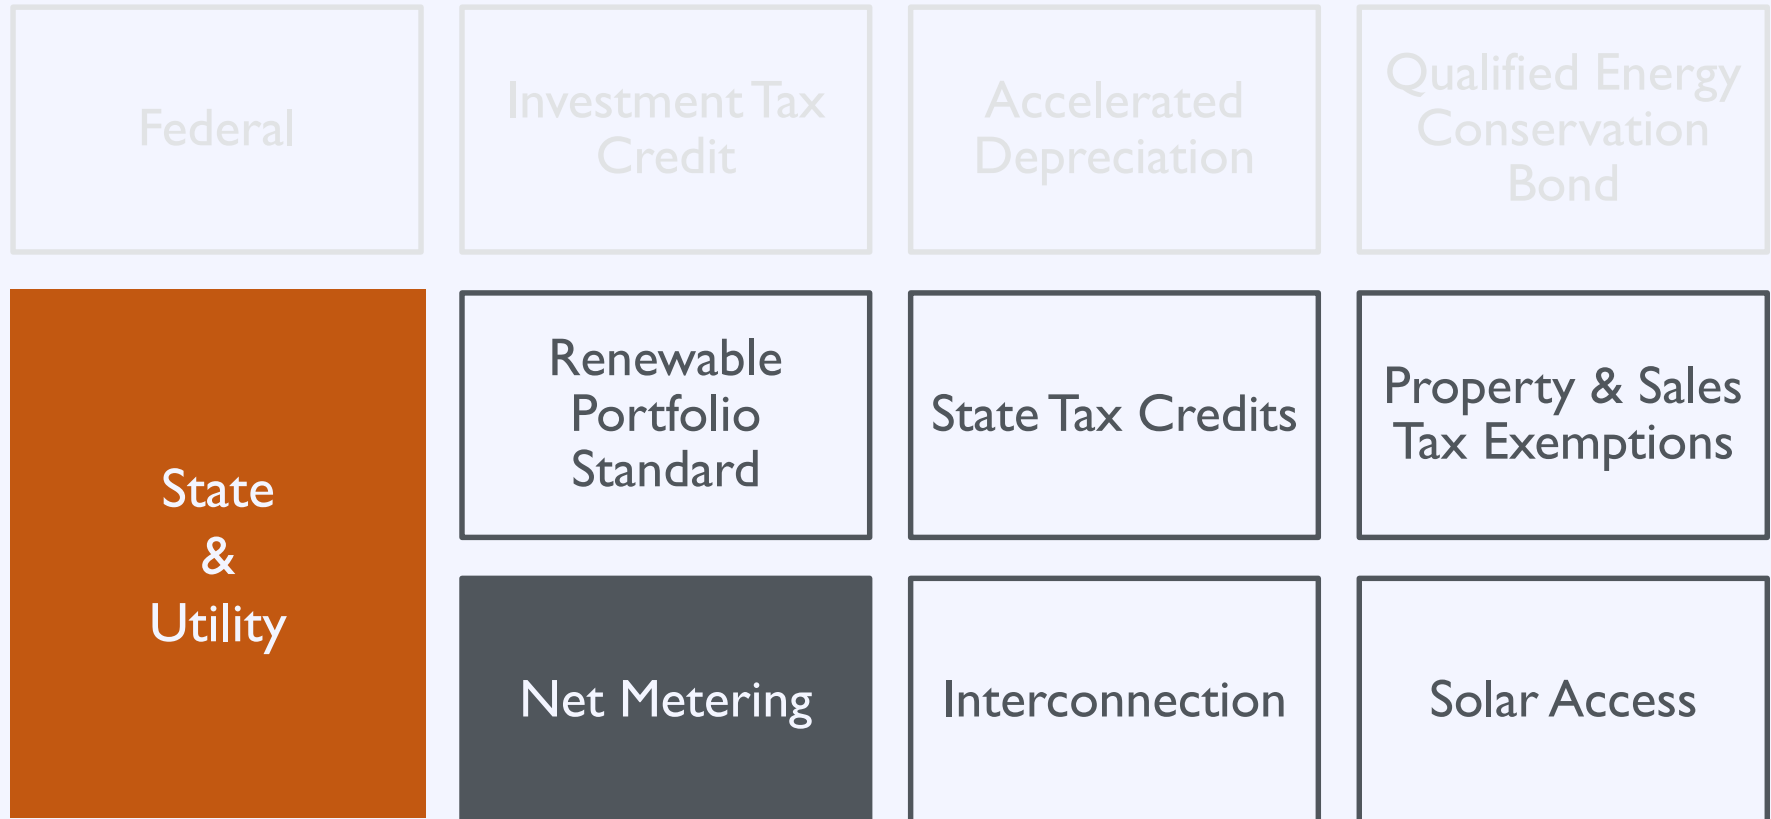 Federal
Investment Tax
Credit
Accelerated
Depreciation
Qualified Energy
Conservation
Bond
State
&
Utility
Renewable
Portfolio
Standard
State Tax Credits
Property & Sales
Tax Exemptions
Net Metering
Interconnection
Solar Access